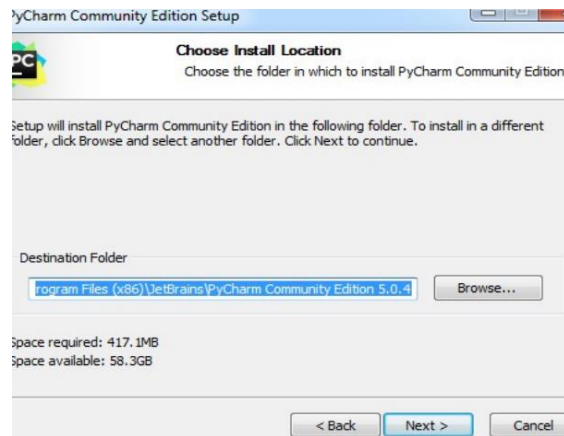 PyCharm Community Edition Setup
PC
Choose Install Location
Choose the folder in which to install PyCharm Community Edition
Setup will install PyCharm Community Edition in the following folder. To install in a different
folder, click Browse and select another folder. Click Next to continue.
Destination Folder
rogram Files (x86)\JetBrains\PyCharm Community Edition 5.0.4
Browse...
Space required: 417.1MB
Space available: 58.3GB
< Back
Next >
Cancel